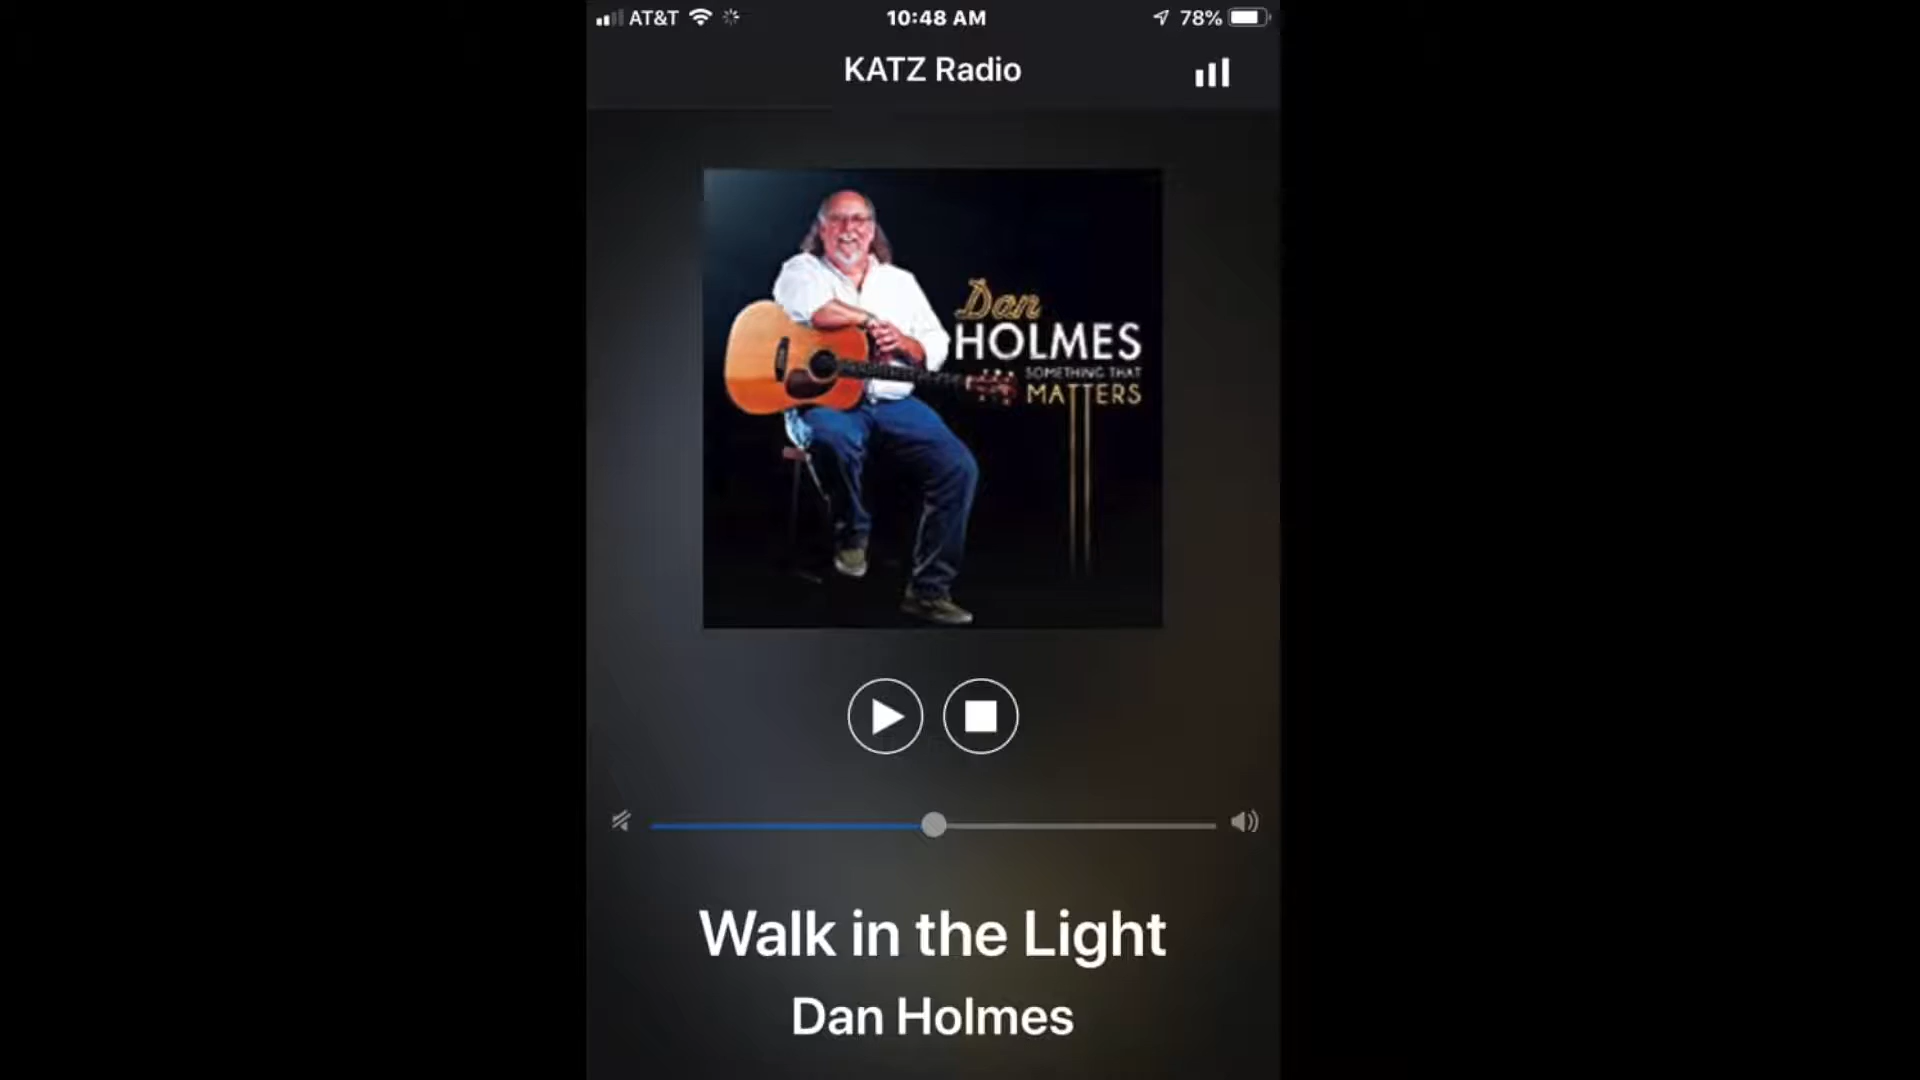 AT&T 10:48 AM 78%
KATZ Radio
Dan
HOLMES
SOMETHING THAT
MATTERS
Walk in the Light
Dan Holmes